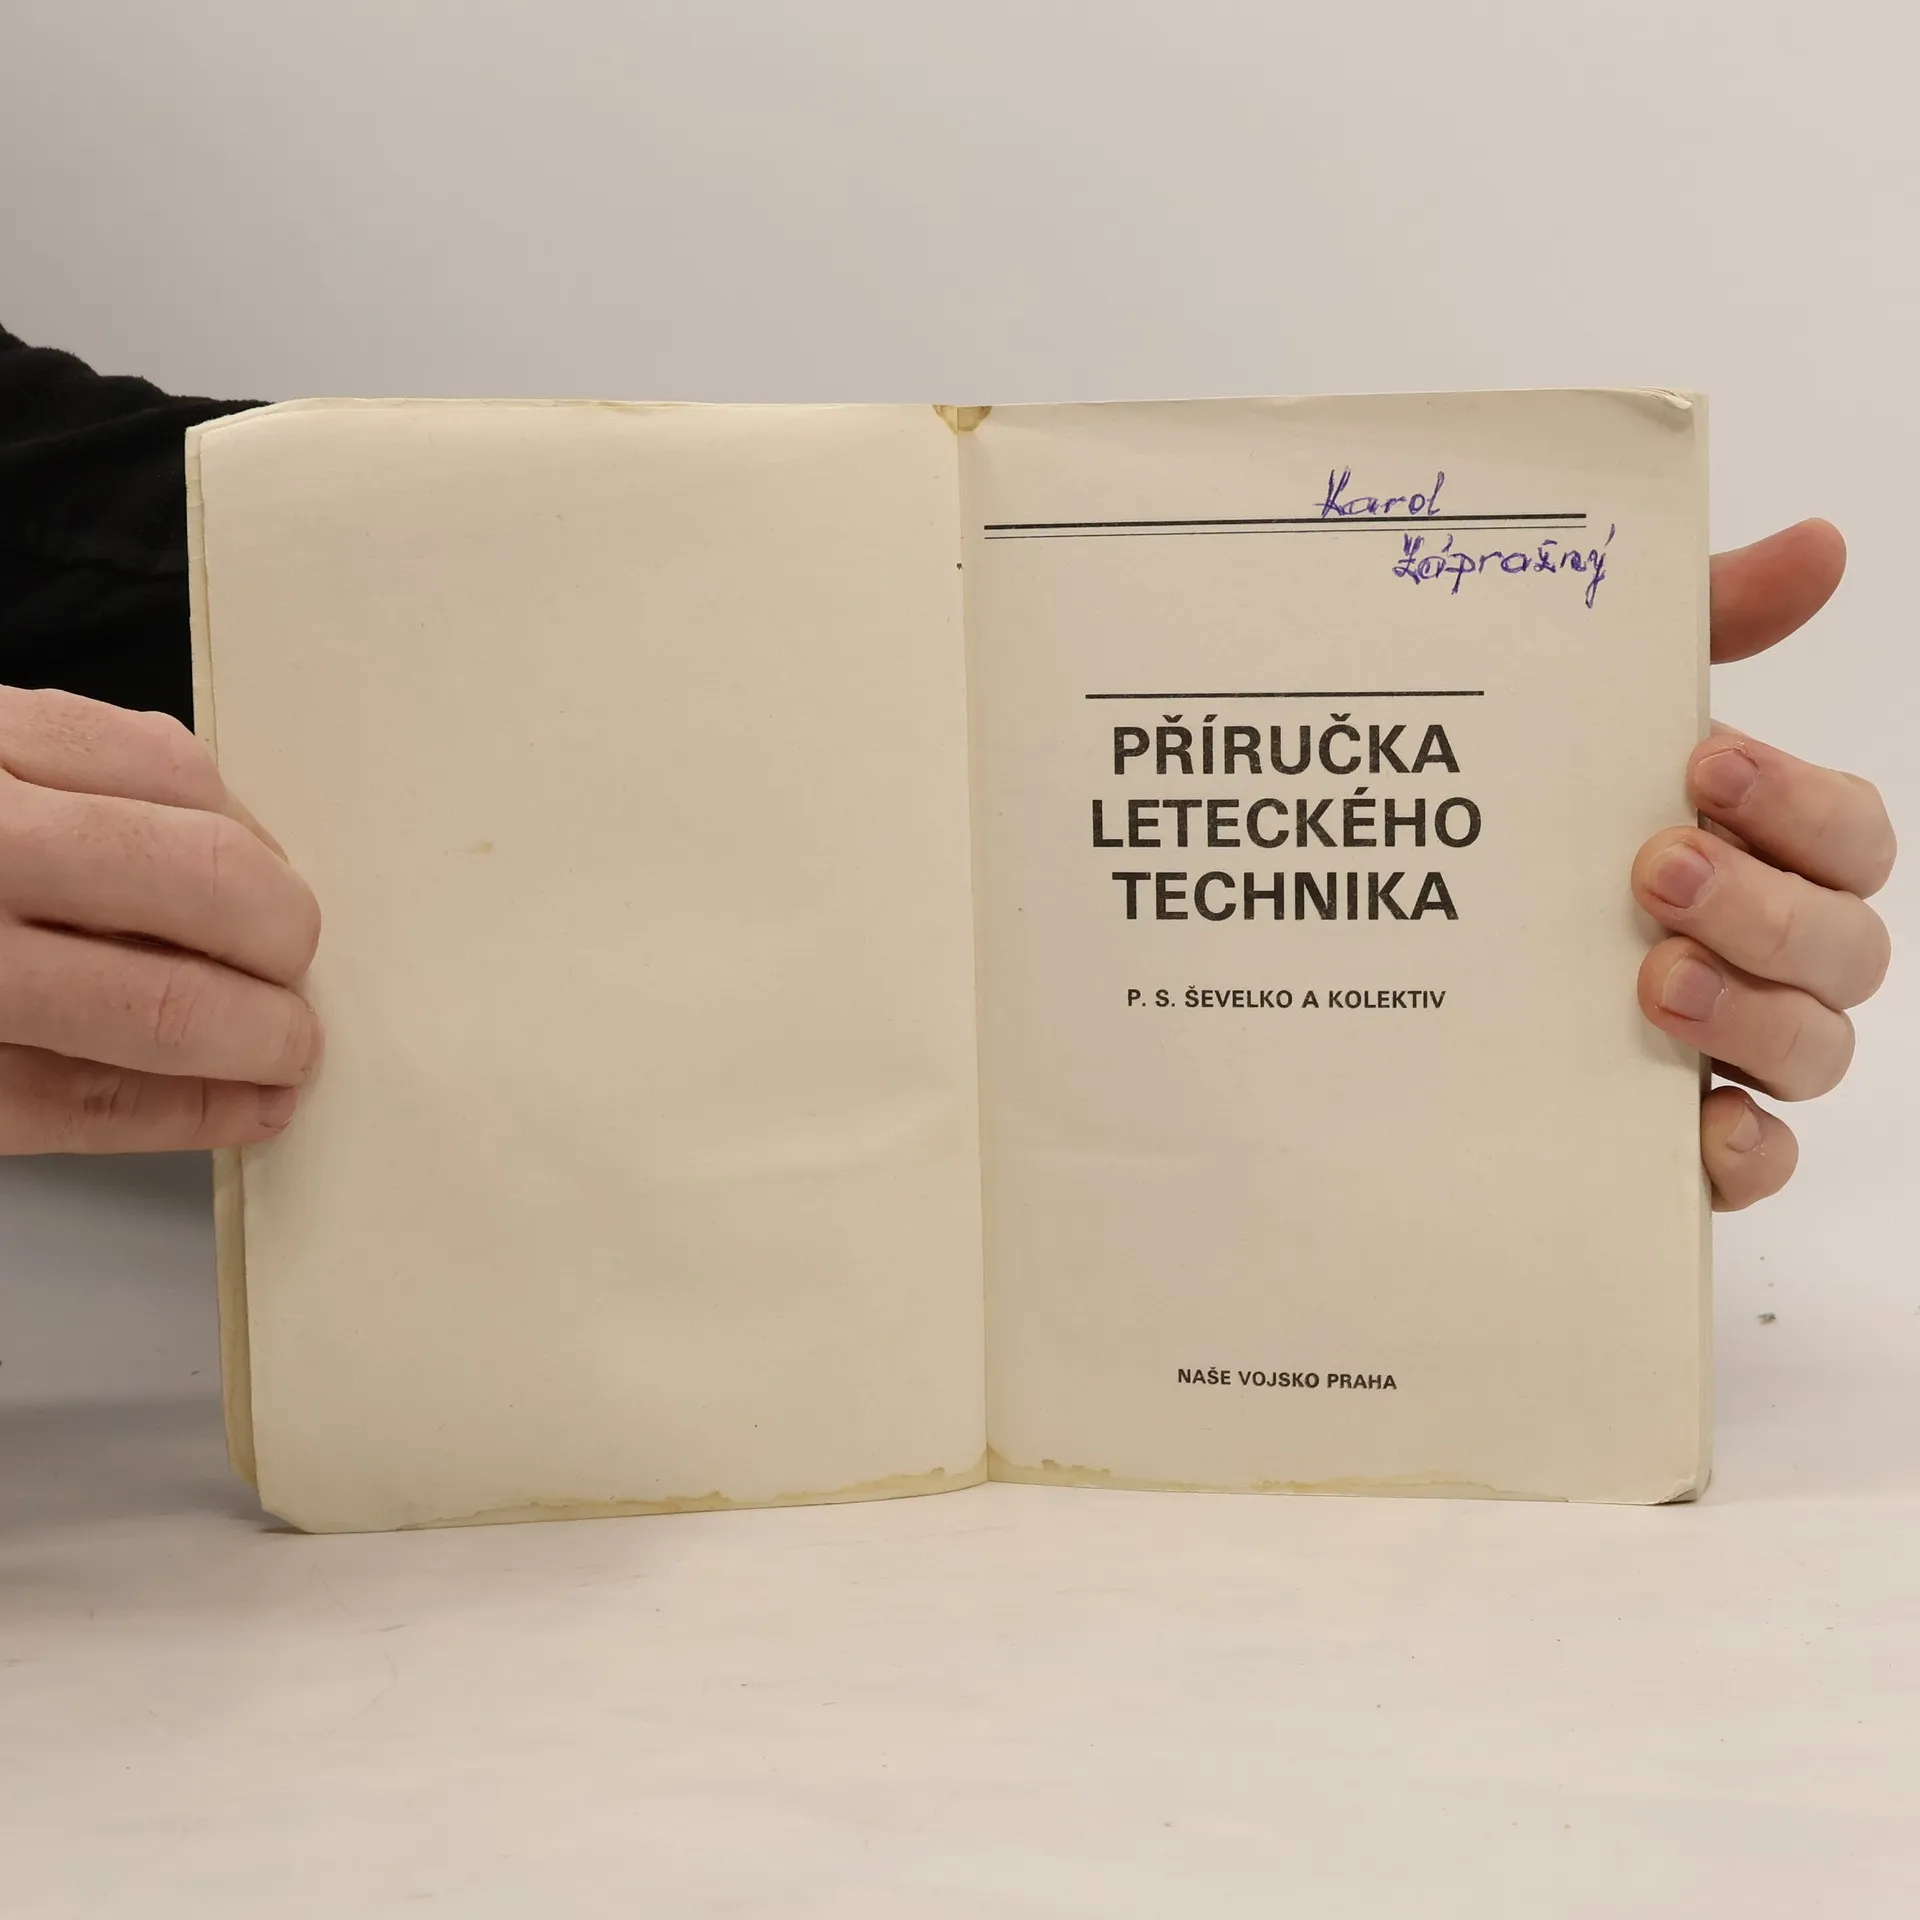 Karol
Zápražný
PŘÍRUČKA
LETECKÉHO
TECHNIKA
P. S. ŠEVELKO A KOLEKTIV
NAŠE VOJSKO PRAHA